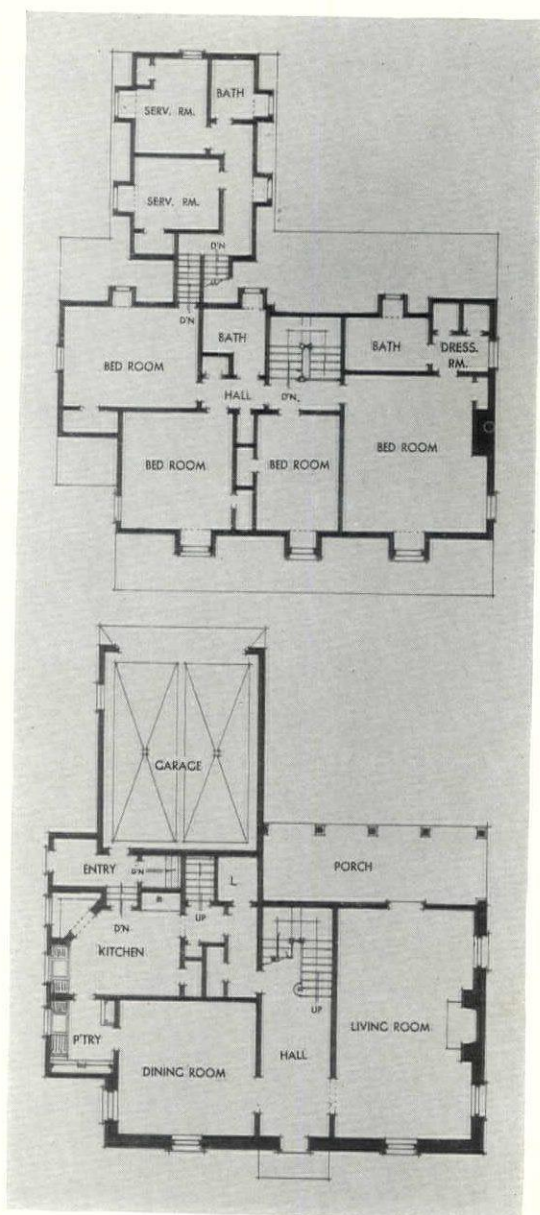 SERV. RM.
BATH
SERV. RM.
D'N
D'N
BED ROOM
BATH
HALL
D'N.
BATH
DRESS.
RM.
BED ROOM
BED ROOM
BED ROOM
GARAGE
ENTRY
D'N
L.
PORCH
D'N
R
UP
KITCHEN
UP
LIVING ROOM
P'TRY
DINING ROOM
HALL